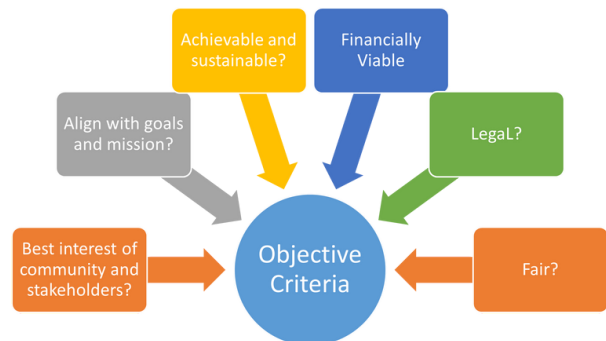 Achievable and
sustainable?
Financially
Viable
Align with goals
and mission?
LegaL?
Best interest of
community and
stakeholders?
Objective
Criteria
Fair?